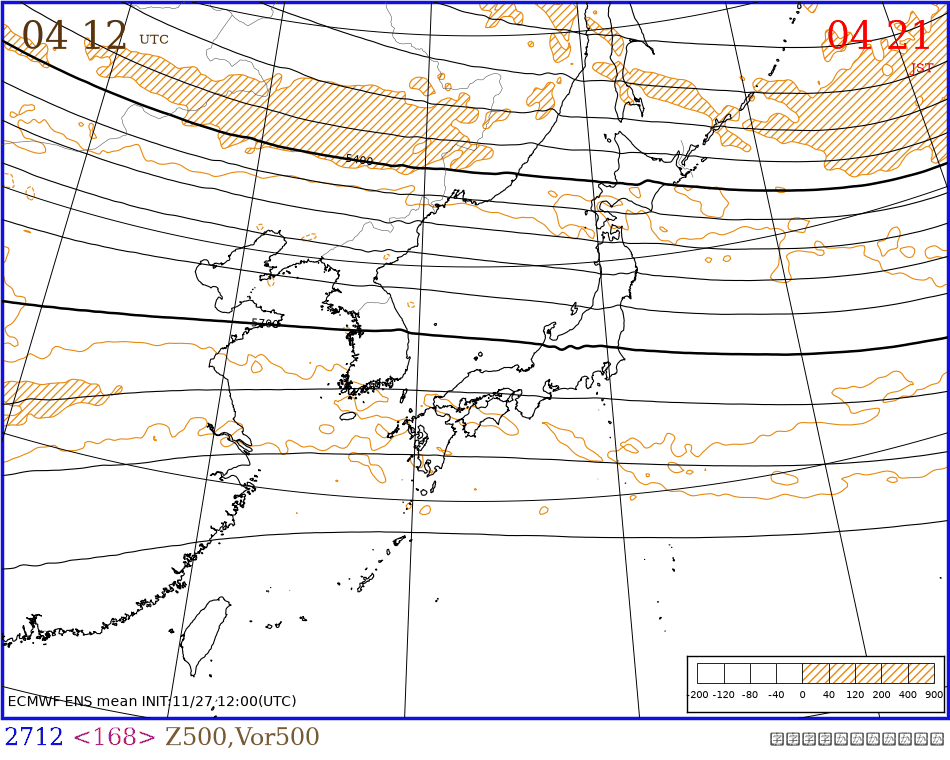 04 12 UTC
04 21
JST
5400
5700
-200 -120 -80 -40 0 40 120 200 400 900
ECMWF ENS mean INIT:11/27 12:00(UTC)
2712 <168> Z500,Vor500